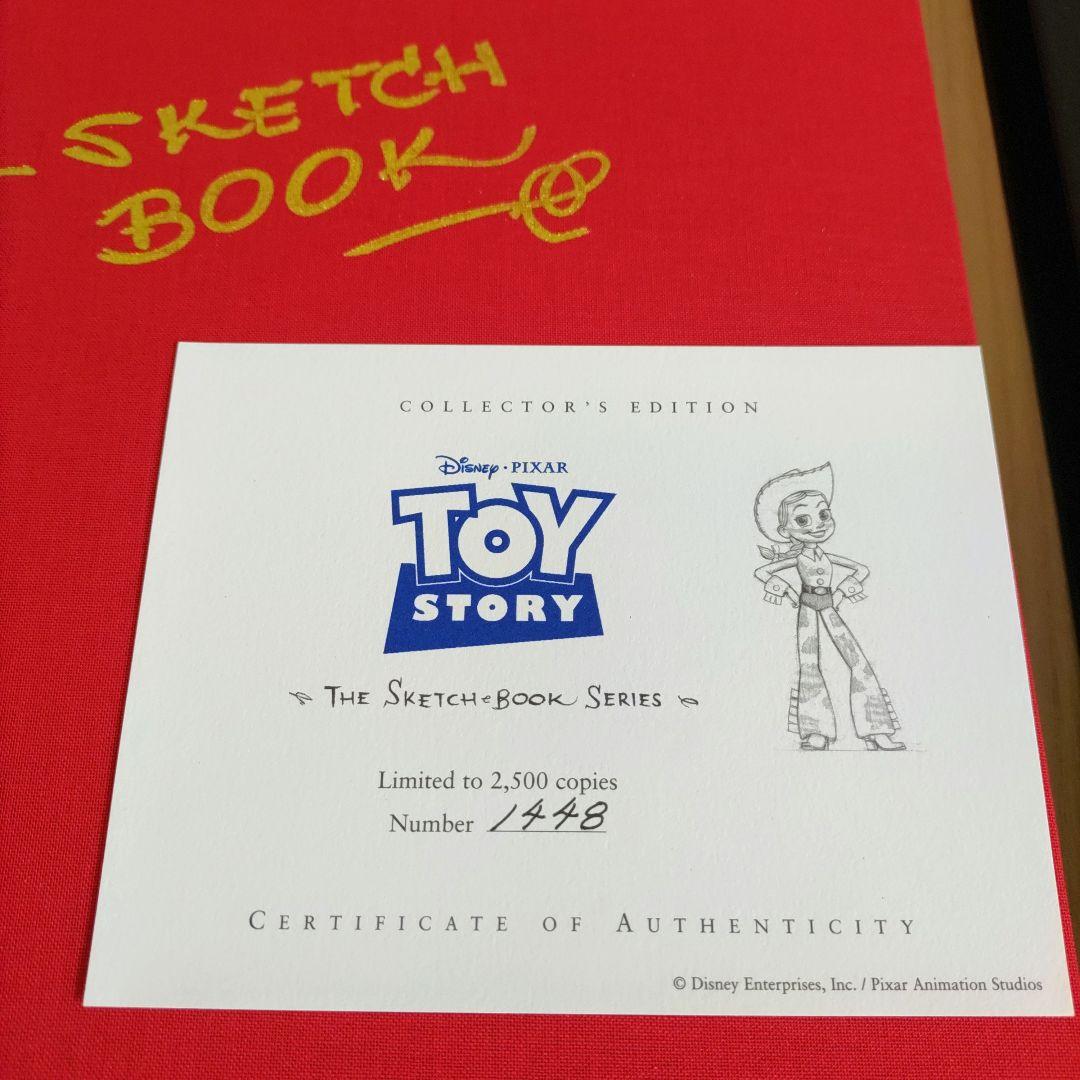 SKETCH
BOOK
COLLECTOR'S EDITION
Disney · PIXAR
TOY
STORY
THE SKETCHBOOK SERIES
Limited to 2,500 copies
Number 1448
CERTIFICATE OF AUTHENTICITY
© Disney Enterprises, Inc. / Pixar Animation Studios